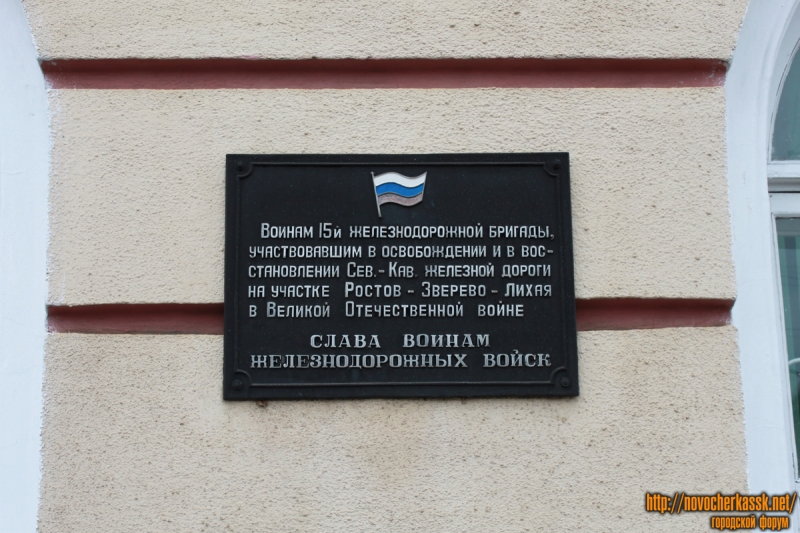 Воинам 15й железнодорожной бригады,
участвовавшим в освобождении и в вос-
становлении Сев.-Кав. железной дороги
на участке Ростов - Зверево - Лихая
в Великой Отечественной войне
СЛАВА ВОИНАМ
ЖЕЛЕЗНОДОРОЖНЫХ ВОЙСК
http://novocherkassk.net/
городской форум